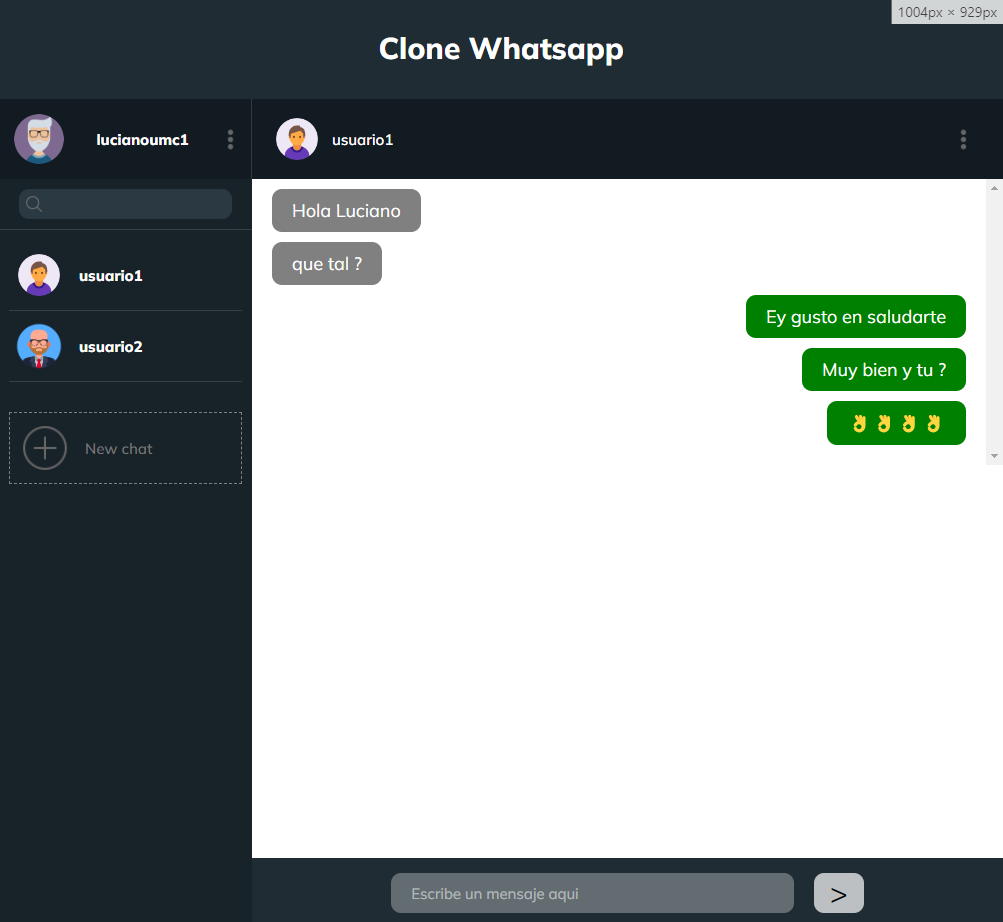 1004px × 929px
Clone Whatsapp
lucianoumc1
usuario1
usuario1
usuario2
New chat
Hola Luciano
que tal ?
Ey gusto en saludarte
Muy bien y tu ?
👌 👌 👌 👌
Escribe un mensaje aqui
>